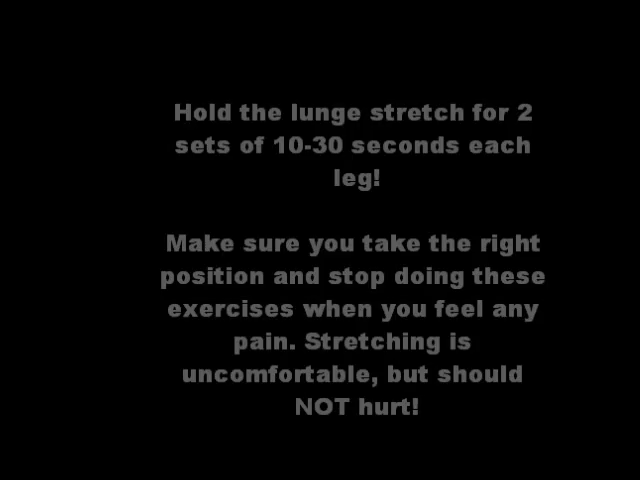 Hold the lunge stretch for 2
sets of 10-30 seconds each
leg!
Make sure you take the right
position and stop doing these
exercises when you feel any
pain. Stretching is
uncomfortable, but should
NOT hurt!